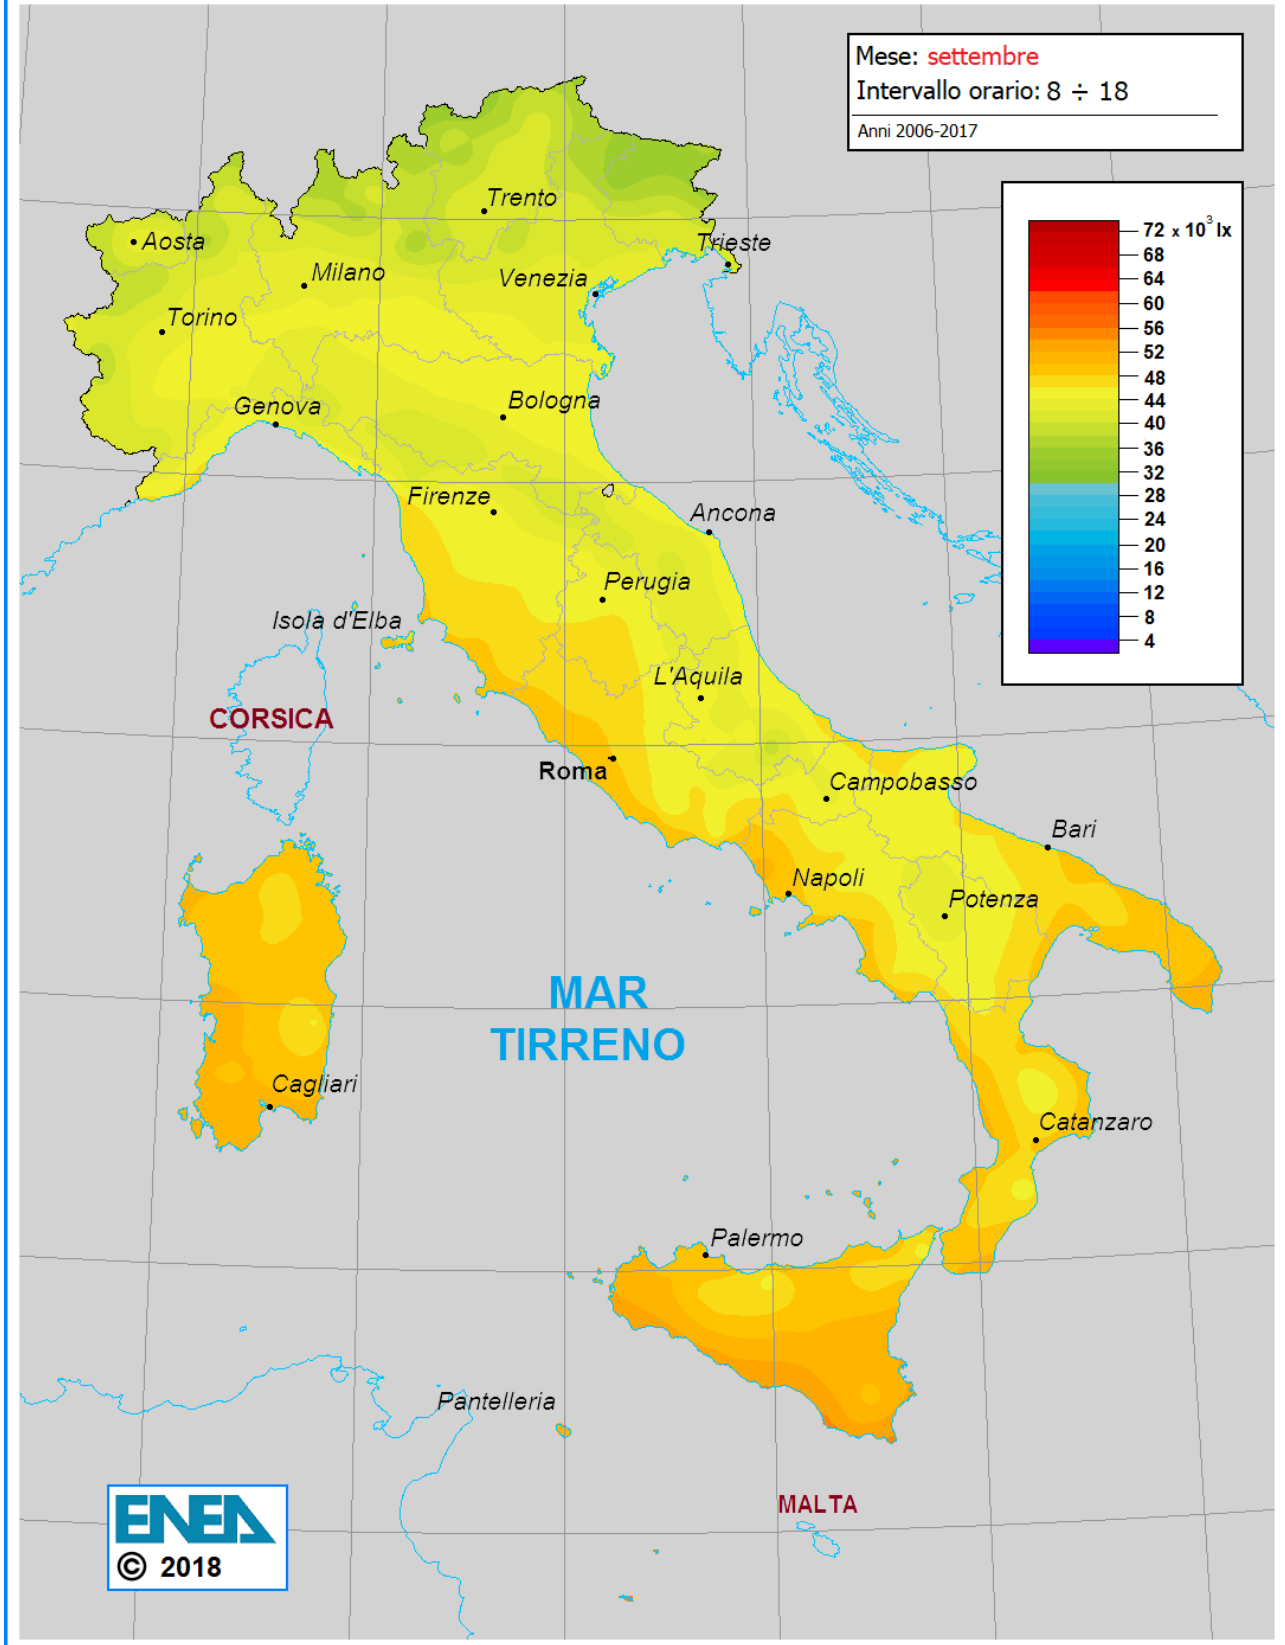 Mese: settembre
Intervallo orario: 8 ÷ 18
Anni 2006-2017
72 x 10³ lx
68
64
60
56
52
48
44
40
36
32
28
24
20
16
12
8
4
Trento
Aosta
Trieste
Milano
Venezia
Torino
Genova
Bologna
Firenze
Ancona
Perugia
Isola d'Elba
L'Aquila
CORSICA
Roma
Campobasso
Bari
Napoli
Potenza
MAR
TIRRENO
Cagliari
Catanzaro
Palermo
Pantelleria
MALTA
ENEA
© 2018